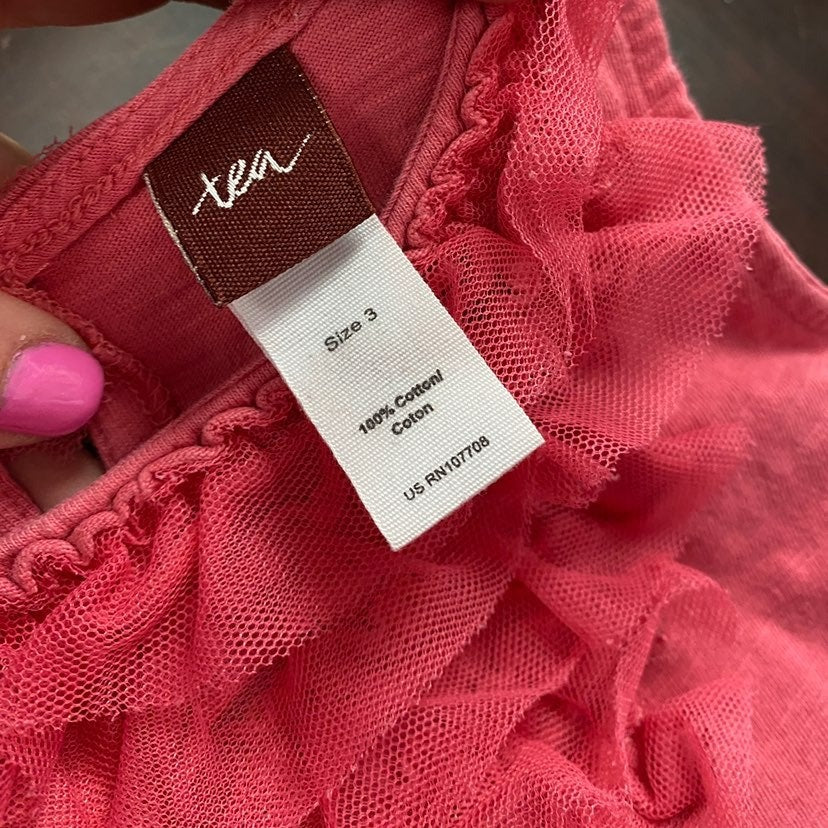 tea
Size 3
100% Cotton/
Coton
US RN107708